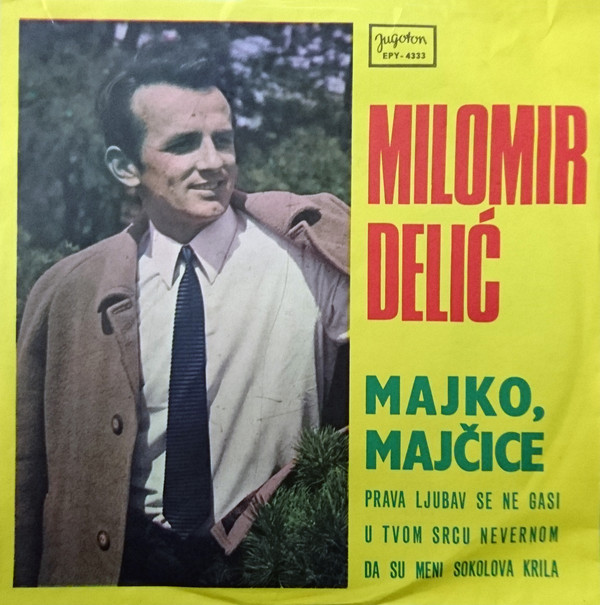 Jugoton
EPY-4333
MILOMIR
DELIĆ
MAJKO,
MAJČICE
PRAVA LJUBAV SE NE GASI
U TVOM SRCU NEVERNOM
DA SU MENI SOKOLOVA KRILA